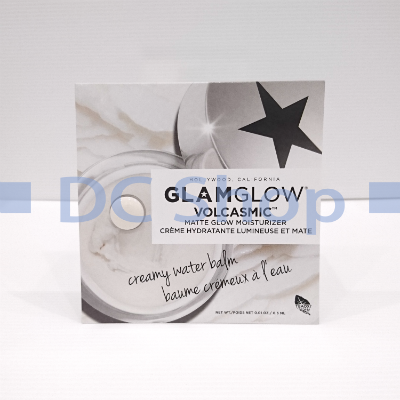 HOLLYWOOD, CALIFORNIA
GLAMGLOW
VOLCASMIC™
MATTE GLOW MOISTURIZER
CRÈME HYDRATANTE LUMINEUSE ET MATE
DC Shop
creamy water balm
baume crémeux à l'eau